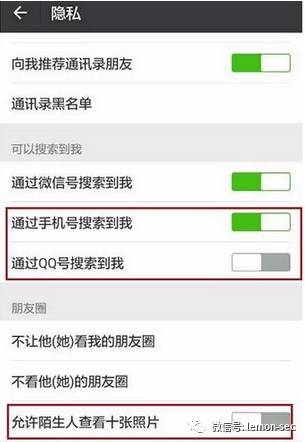 隐私
向我推荐通讯录朋友
通讯录黑名单
可以搜索到我
通过微信号搜索到我
通过手机号搜索到我
通过QQ号搜索到我
朋友圈
不让他(她)看我的朋友圈
不看他(她)的朋友圈
允许陌生人查看十张照片
微信号: lemon-sec